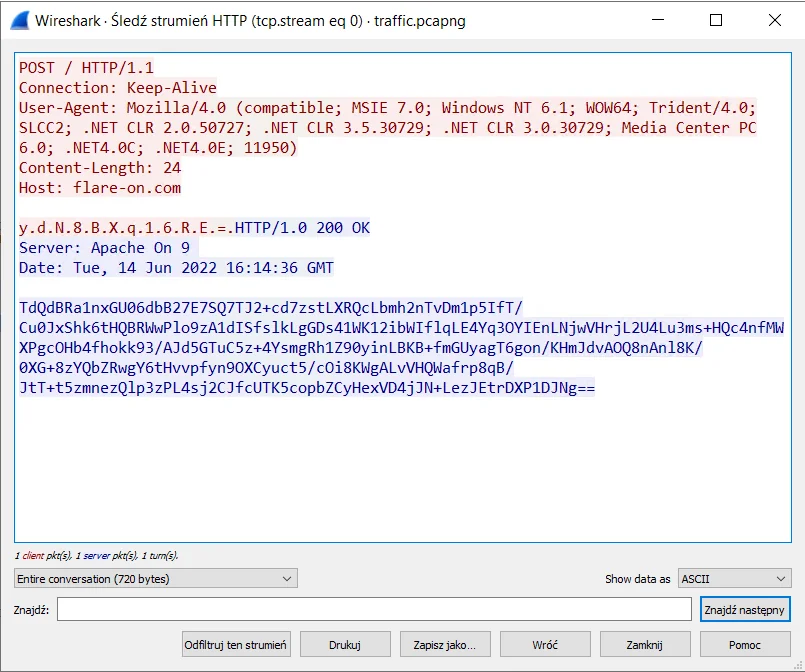 Wireshark · Śledź strumień HTTP (tcp.stream eq 0) · traffic.pcapng
POST / HTTP/1.1
Connection: Keep-Alive
User-Agent: Mozilla/4.0 (compatible; MSIE 7.0; Windows NT 6.1; WOW64; Trident/4.0;
SLCC2; .NET CLR 2.0.50727; .NET CLR 3.5.30729; .NET CLR 3.0.30729; Media Center PC
6.0; .NET4.0C; .NET4.0E; 11950)
Content-Length: 24
Host: flare-on.com
y.d.N.8.B.X.q.1.6.R.E.=.HTTP/1.0 200 OK
Server: Apache On 9
Date: Tue, 14 Jun 2022 16:14:36 GMT
TdQdBRa1nxGU06dbB27E7SQ7TJ2+cd7zstLXRQcLbmh2nTvDm1p5IfT/
Cu0JxShk6tHQBRWwPlo9zA1dISfslkLgGDs41WK12ibWIflqLE4Yq3OYIEnLNjwVHrjL2U4Lu3ms+HQc4nfMW
XPgcOHb4fhokk93/AJd5GTuC5z+4YsmgRh1Z90yinLBKB+fmGUyagT6gon/KHmJdvAOQ8nAnl8K/
0XG+8zYQbZRwgY6tHvvpfyn9OXCyuct5/cOi8KWgALvVHQWafrp8qB/
JtT+t5zmnezQlp3zPL4sj2CJfcUTK5copbZCyHexVD4jJN+LezJEtrDXP1DJNg==
1 client pkt(s), 1 server pkt(s), 1 turn(s).
Entire conversation (720 bytes)
Show data as ASCII
Znajdź:
Znajdź następny
Odfiltruj ten strumień
Drukuj
Zapisz jako...
Wróć
Zamknij
Pomoc